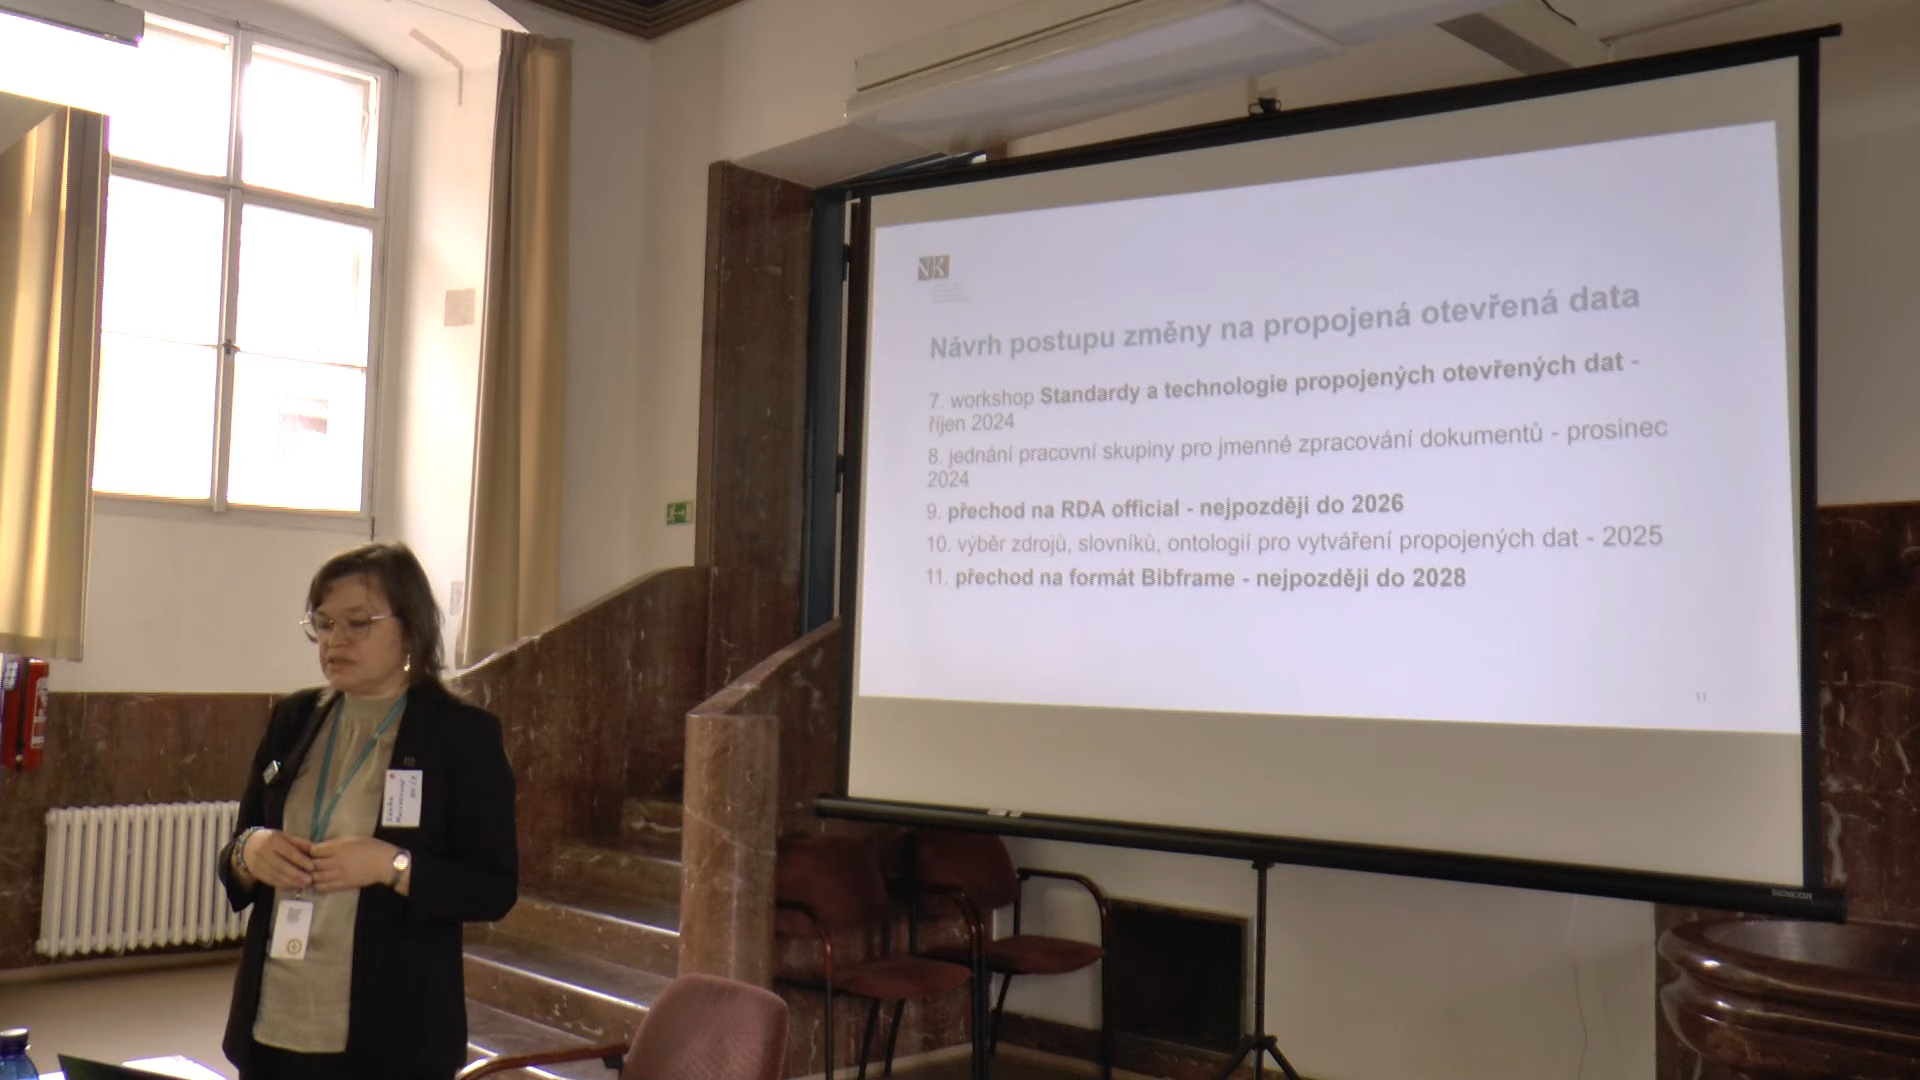 NK
Návrh postupu změny na propojená otevřená data
7. workshop Standardy a technologie propojených otevřených dat -
říjen 2024
8. jednání pracovní skupiny pro jmenné zpracování dokumentů - prosinec
2024
9. přechod na RDA official - nejpozději do 2026
10. výběr zdrojů, slovníků, ontologií pro vytváření propojených dat - 2025
11. přechod na formát Bibframe - nejpozději do 2028
11
SENCOR